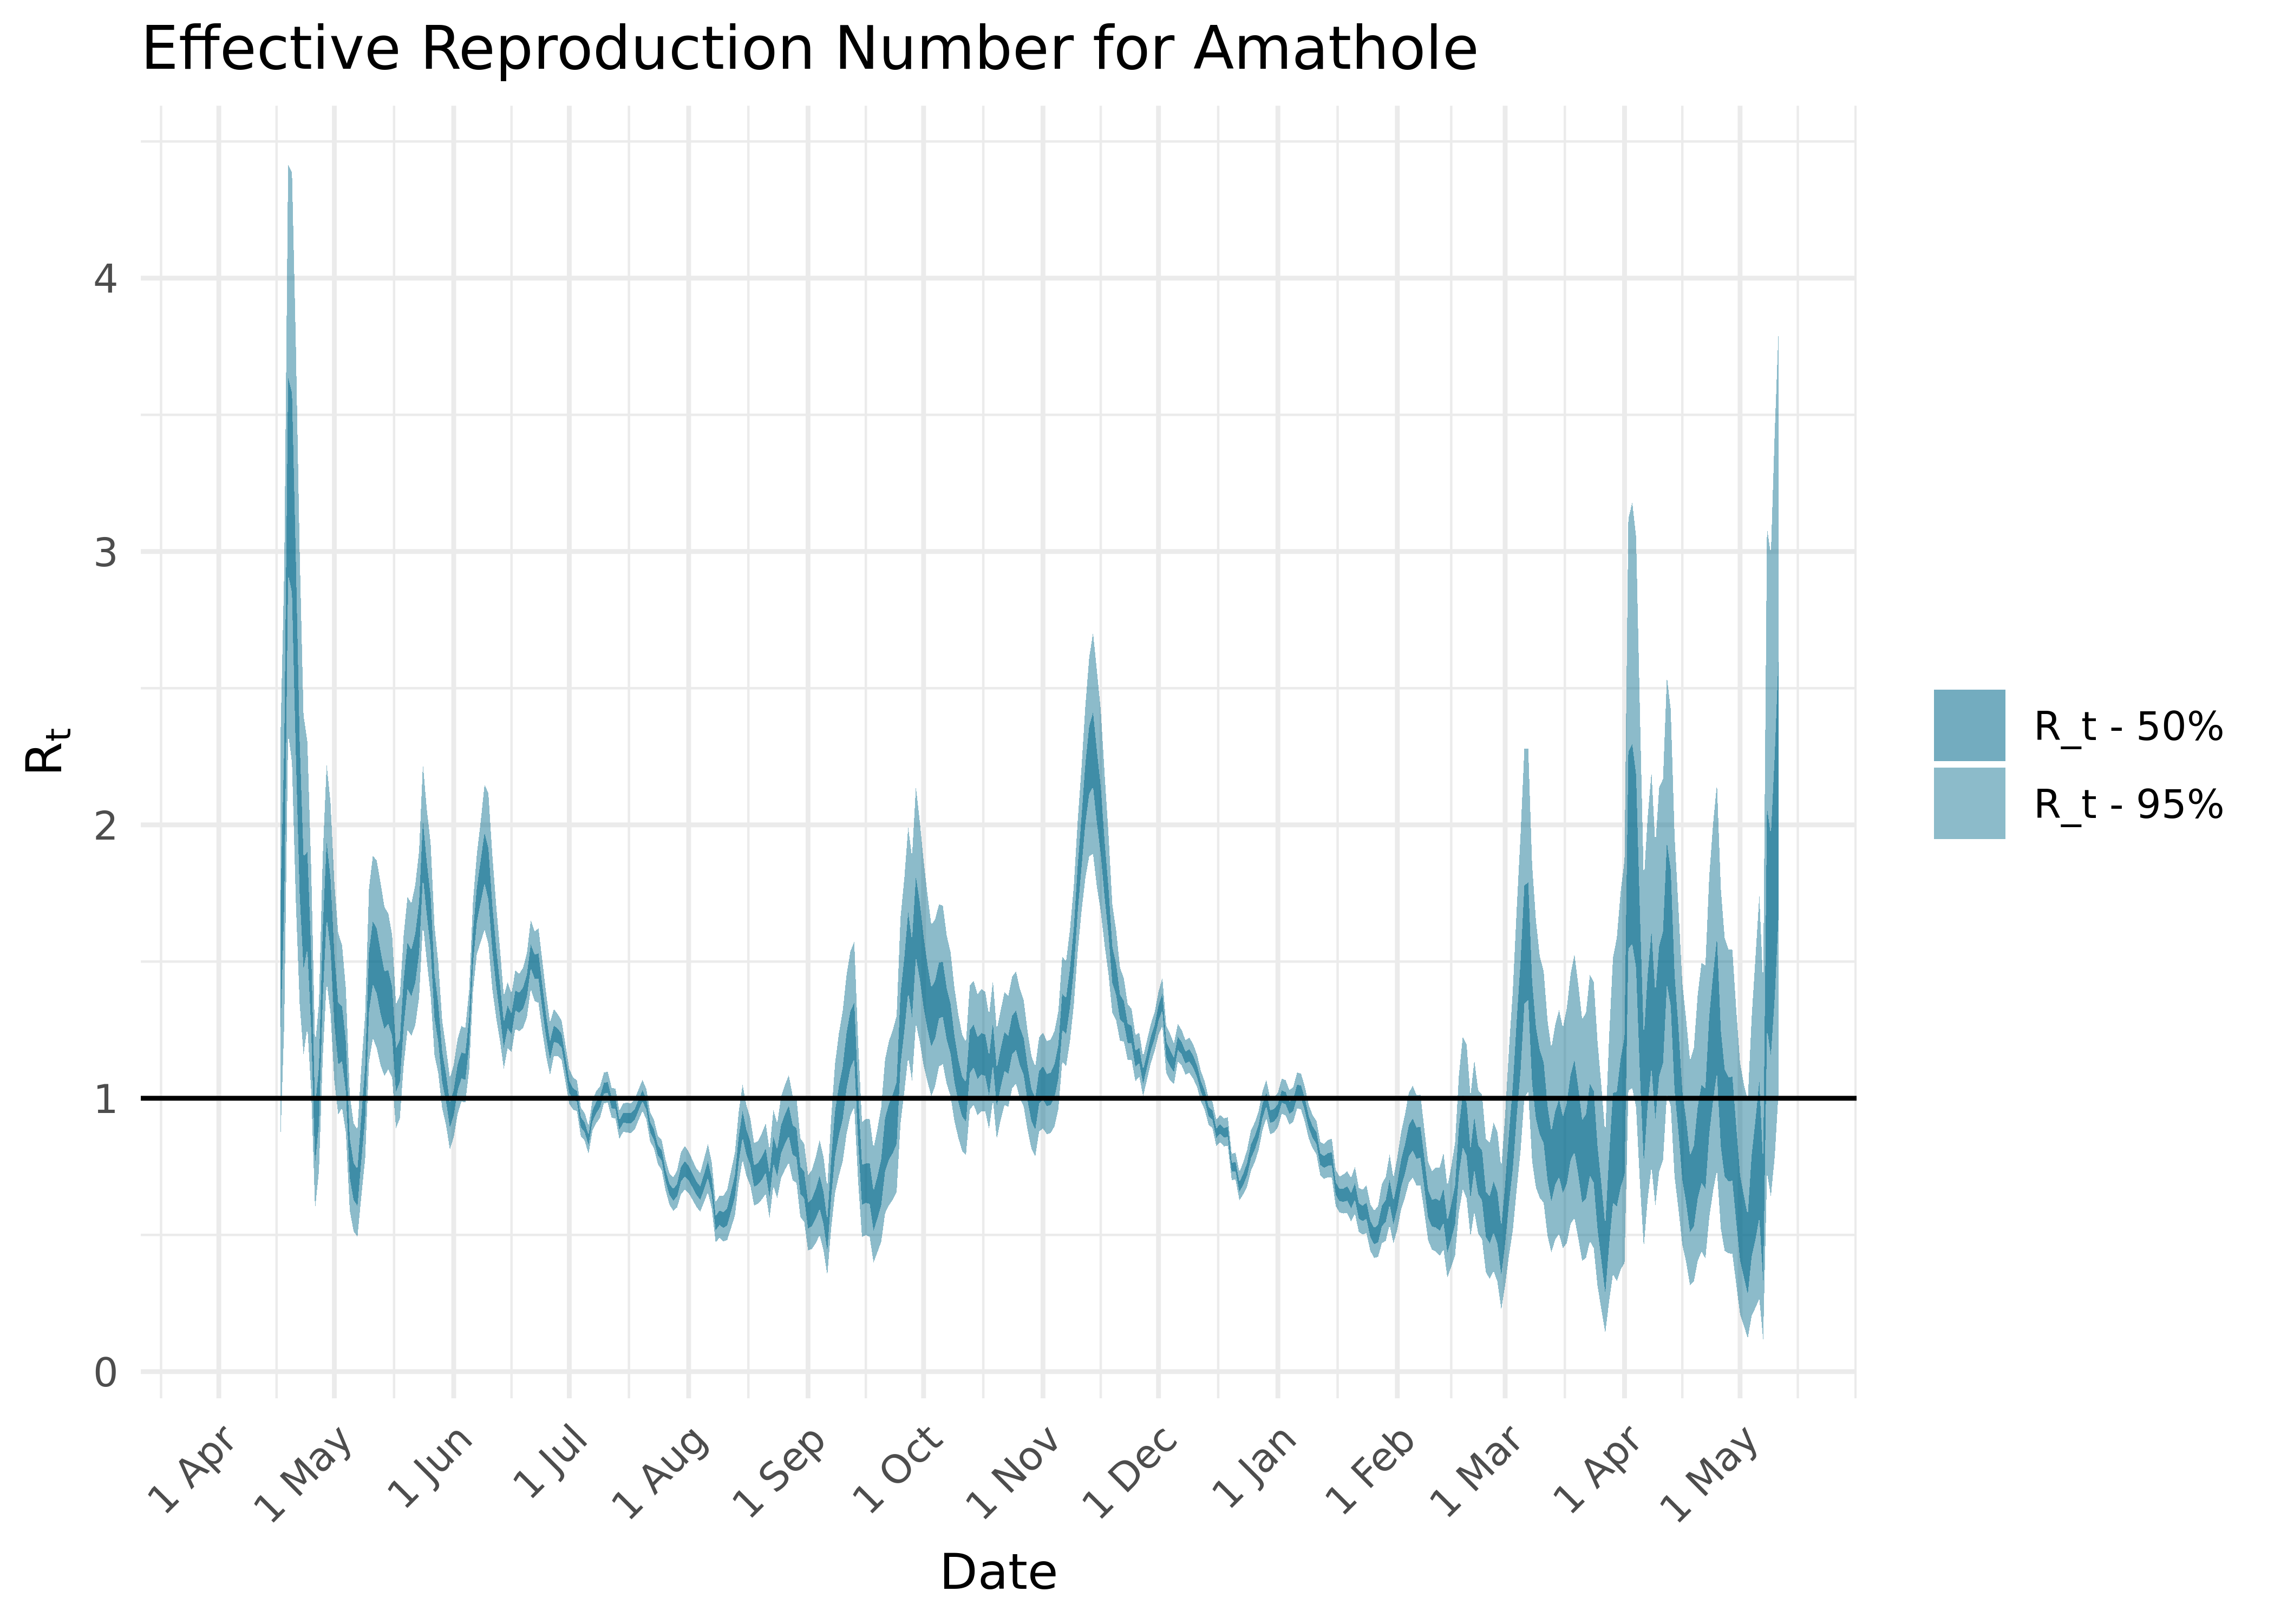 Effective Reproduction Number for Amathole
R_t
4
3
2
1
0
1 Apr
1 May
1 Jun
1 Jul
1 Aug
1 Sep
1 Oct
1 Nov
1 Dec
1 Jan
1 Feb
1 Mar
1 Apr
1 May
Date
R_t - 50%
R_t - 95%